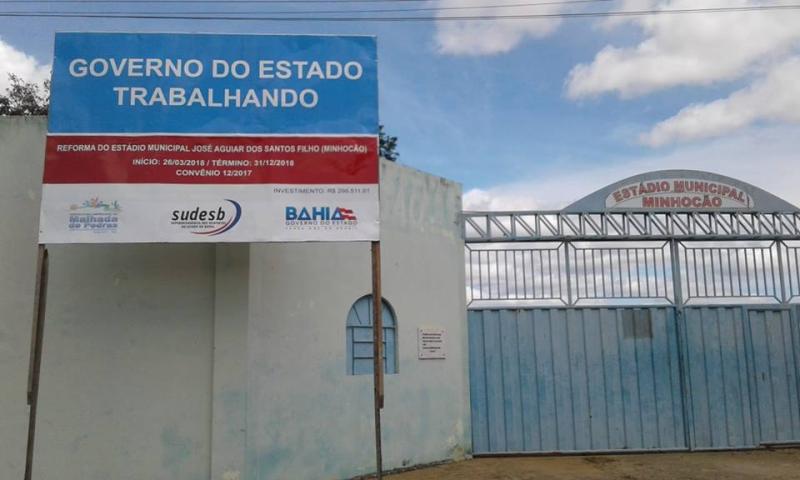 GOVERNO DO ESTADO
TRABALHANDO
REFORMA DO ESTÁDIO MUNICIPAL JOSÉ AGUIAR DOS SANTOS FILHO (MINHOCÃO)
INÍCIO: 26/03/2018 / TÉRMINO: 31/12/2018
CONVÊNIO 12/2017
INVESTIMENTO: R$
Malhada
de Pedras
sudesb
BAHIA
GOVERNO DO ESTADO
ESTÁDIO MUNICIPAL
MINHOCÃO